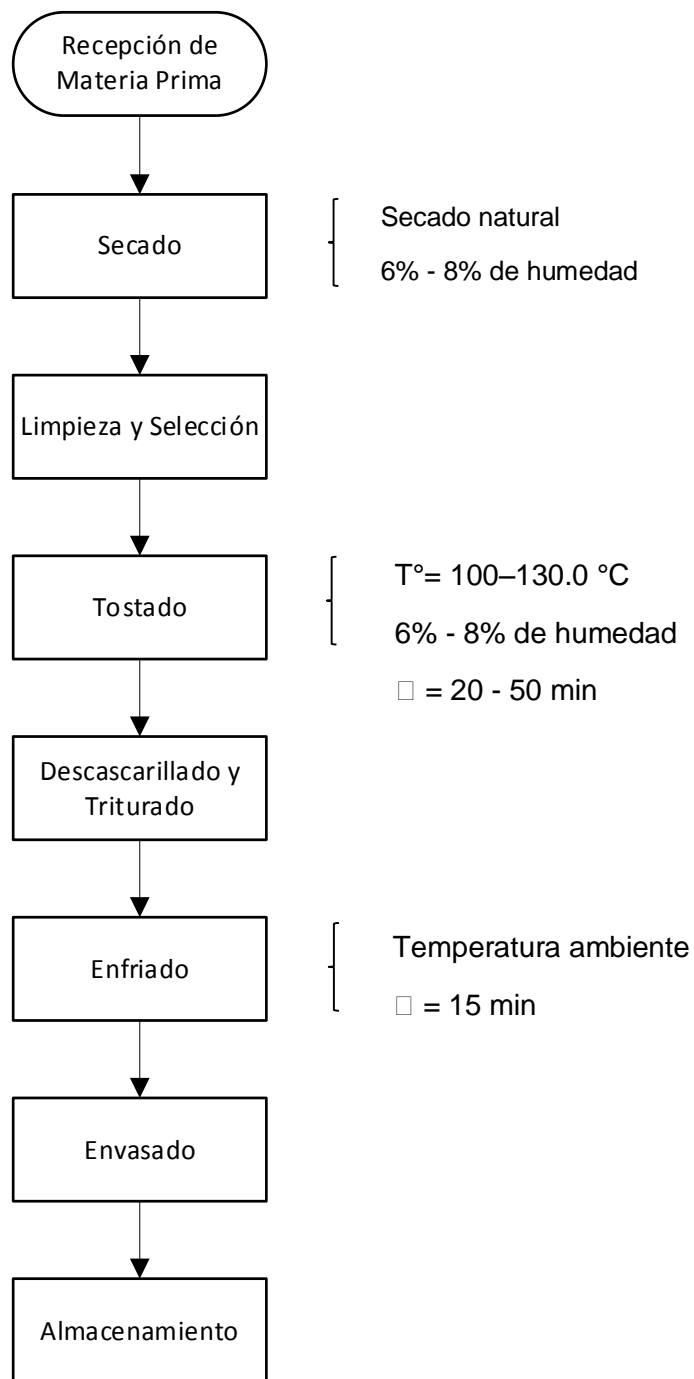 Recepción de
Materia Prima
Secado
Secado natural
6% - 8% de humedad
Limpieza y Selección
Tostado
T°= 100–130.0 °C
6% - 8% de humedad
□ = 20 - 50 min
Descascarillado y
Triturado
Enfriado
Temperatura ambiente
□ = 15 min
Envasado
Almacenamiento